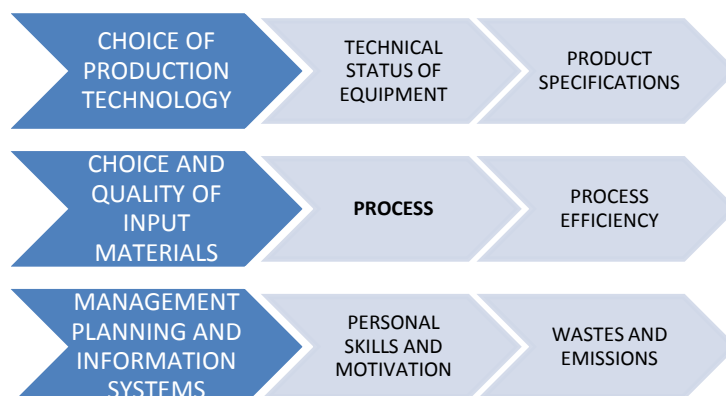 CHOICE OF
PRODUCTION
TECHNOLOGY
TECHNICAL
STATUS OF
EQUIPMENT
PRODUCT
SPECIFICATIONS
CHOICE AND
QUALITY OF
INPUT
MATERIALS
PROCESS
PROCESS
EFFICIENCY
MANAGEMENT
PLANNING AND
INFORMATION
SYSTEMS
PERSONAL
SKILLS AND
MOTIVATION
WASTES AND
EMISSIONS